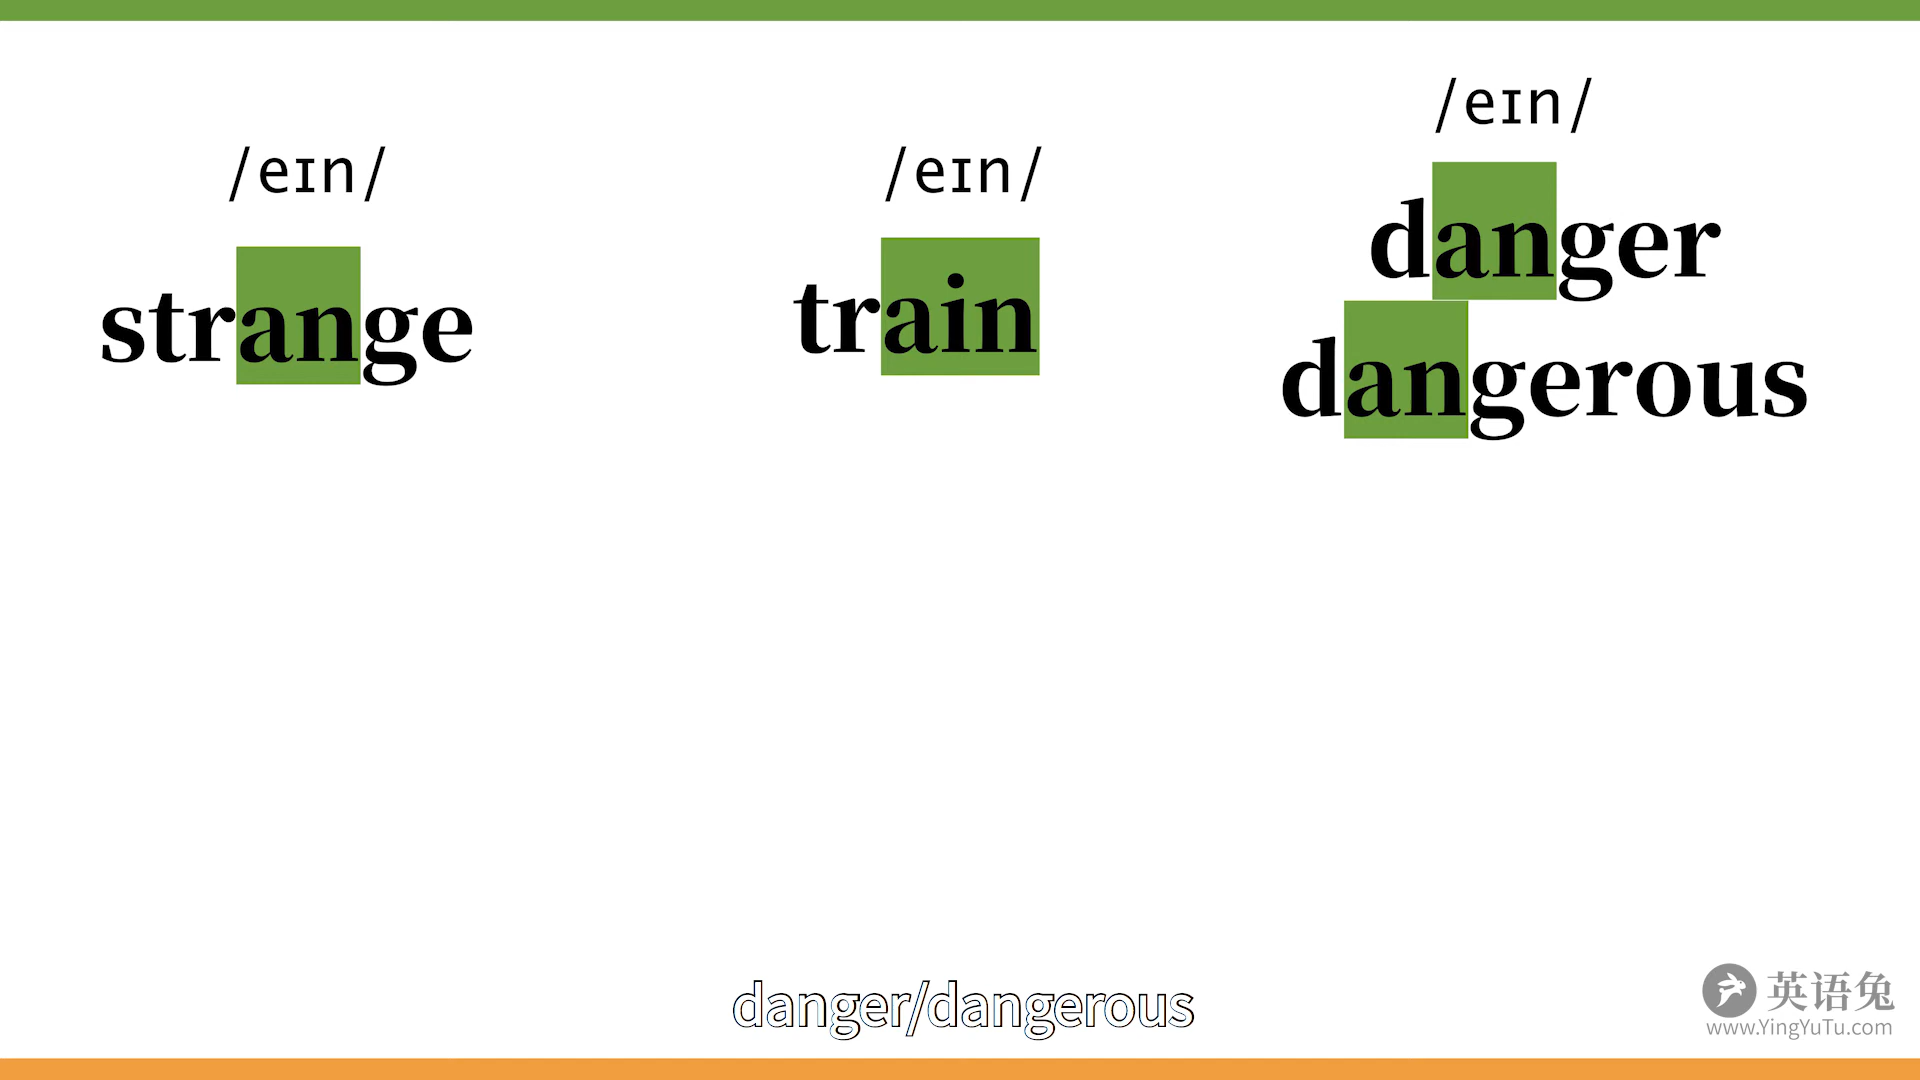 /eɪn/
strange
/eɪn/
train
/eɪn/
danger
dangerous
danger/dangerous
英语兔
www.YingYuTu.com